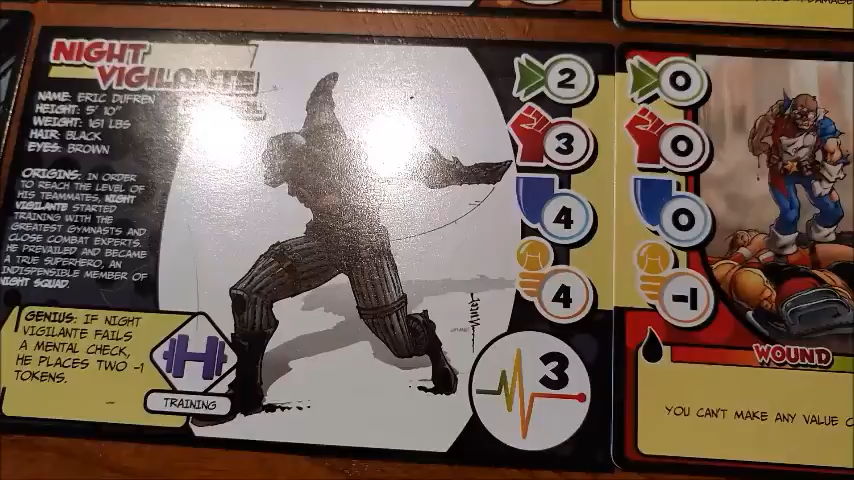 NIGHT
VIGILANTE
NAME: ERIC DUFREN
HEIGHT: 5' 10"
WEIGHT: 161 LBS
HAIR: BLACK
EYES: BROWN
ORIGINS: IN ORDER
TO REACH THE LEVEL OF
HIS TEAMMATES, NIGHT
VIGILANTE STARTED
TRAINING WITH THE
GREATEST GYMNASTS AND
CLOSE COMBAT EXPERTS.
HE PREVAILED AND BECAME
A TRUE SUPERHERO, AN
INDISPENSIBLE MEMBER OF
NIGHT SQUAD.
GENIUS: IF NIGHT
VIGILANTE FAILS
A MENTAL CHECK,
HE PLACES TWO -1
TOKENS.
TRAINING
2
3
4
4
3
0
0
0
-1
WOUND
YOU CAN'T MAKE ANY VALUE C